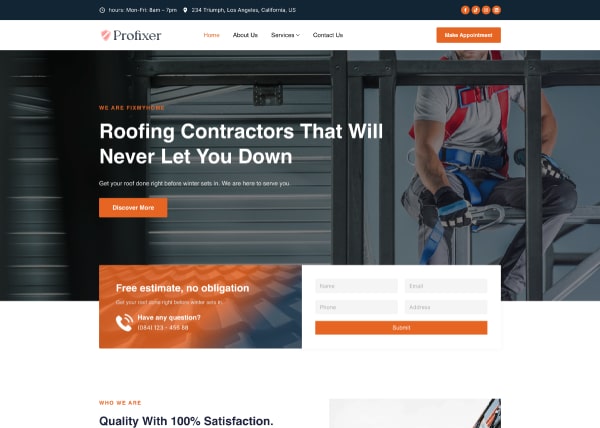 hours: Mon-Fri: 8am - 7pm
234 Triumph, Los Angeles, California, US
Profixer
Home
About Us
Services
Contact Us
Make Appointment
WE ARE FIXMYHOME
Roofing Contractors That Will
Never Let You Down
Get your roof done right before winter sets in. We are here to serve you.
Discover More
Free estimate, no obligation
Get your roof done right before winter sets in.
Have any question?
(084) 123 - 456 88
Name
Email
Phone
Address
Submit
WHO WE ARE
Quality With 100% Satisfaction.